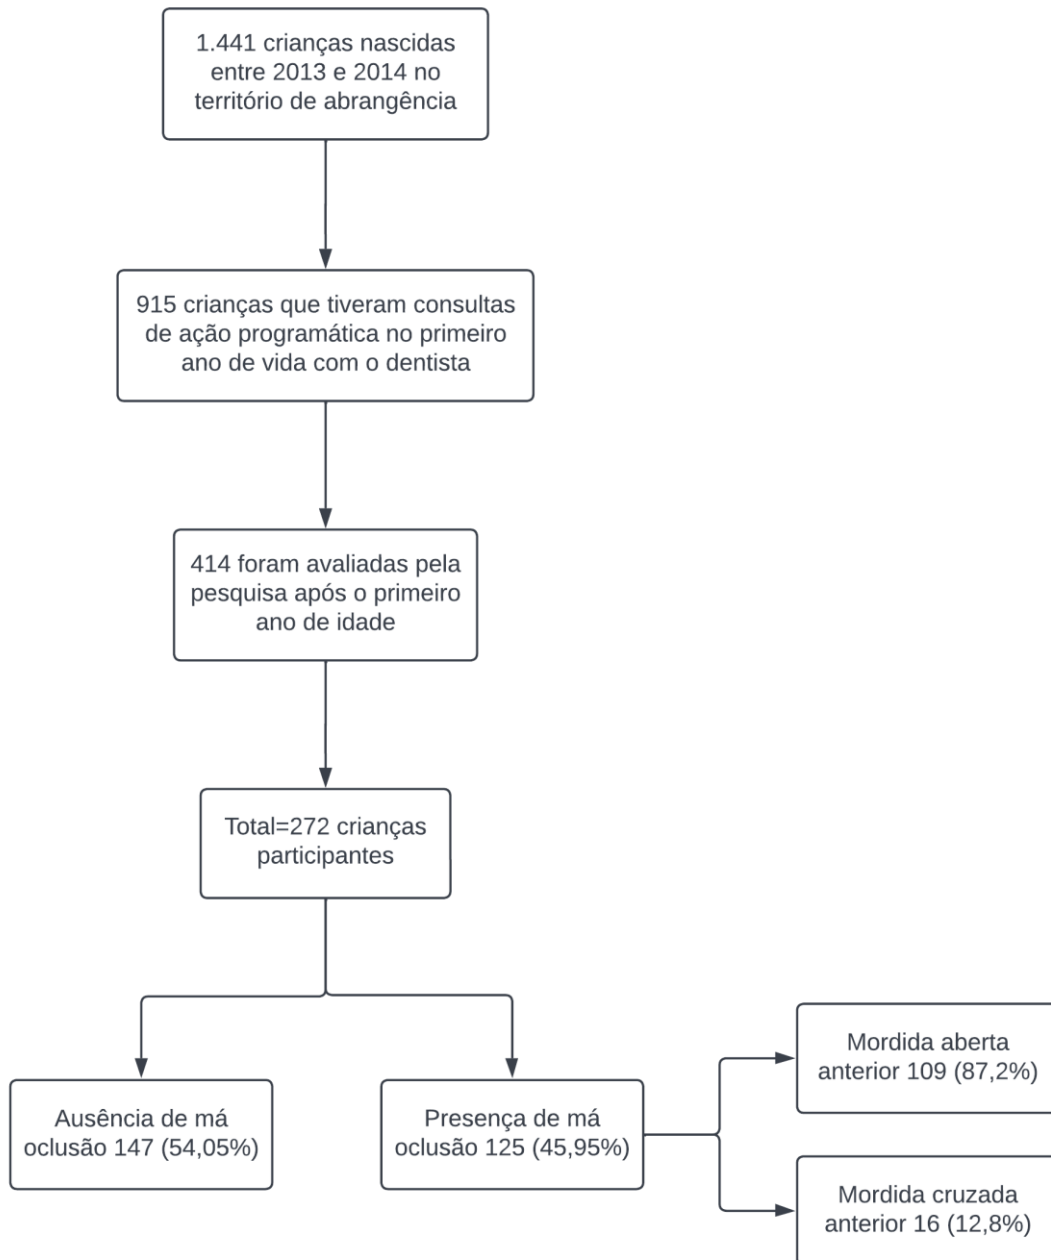 1.441 crianças nascidas
entre 2013 e 2014 no
território de abrangência
915 crianças que tiveram consultas
de ação programática no primeiro
ano de vida com o dentista
414 foram avaliadas pela
pesquisa após o primeiro
ano de idade
Total=272 crianças
participantes
Ausência de má
oclusão 147 (54,05%)
Presença de má
oclusão 125 (45,95%)
Mordida aberta
anterior 109 (87,2%)
Mordida cruzada
anterior 16 (12,8%)